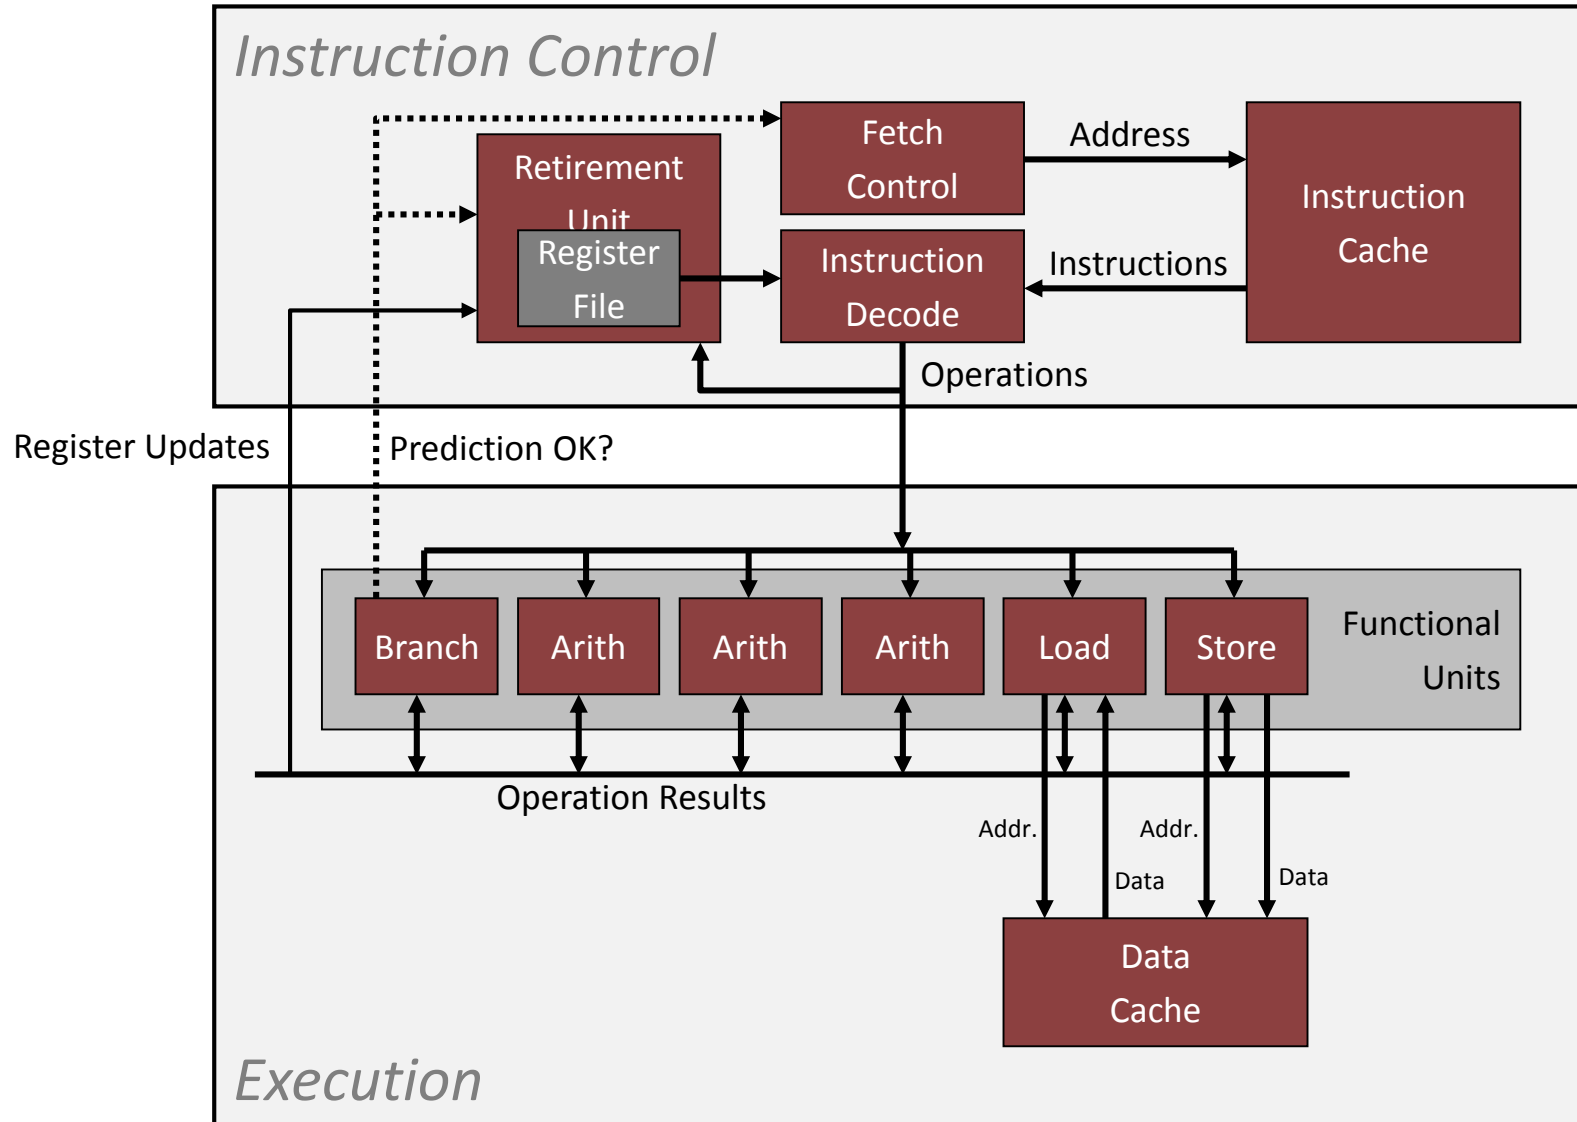 Instruction Control
Fetch
Control
Address
Instruction
Cache
Retirement
Unit
Register
File
Instruction
Decode
Instructions
Operations
Register Updates
Prediction OK?
Branch
Arith
Arith
Arith
Load
Store
Functional
Units
Operation Results
Addr.
Data
Addr.
Data
Data
Cache
Execution